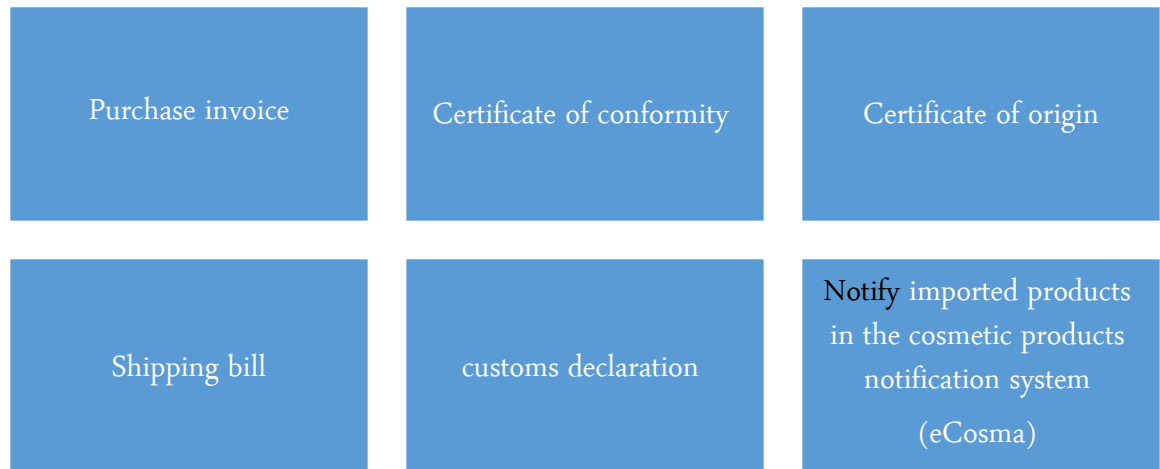 Purchase invoice
Certificate of conformity
Certificate of origin
Shipping bill
customs declaration
Notify imported products
in the cosmetic products
notification system
(eCosma)